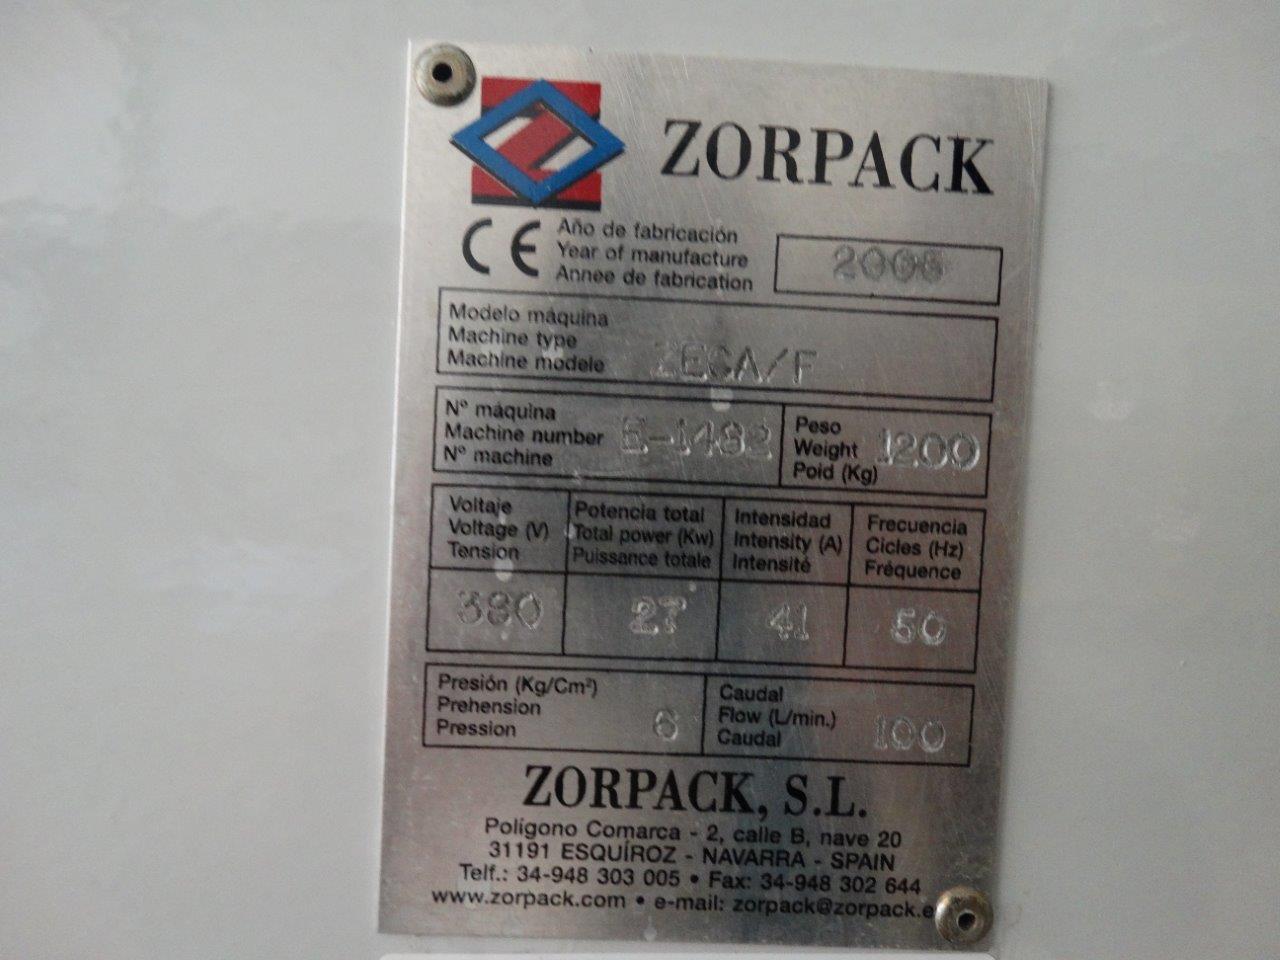 ZORPACK
CE
Año de fabricación
Year of manufacture
Annee de fabrication
Modelo máquina
Machine type
Machine modele
Nº máquina
Machine number
Nº machine
Peso
Weight 1200
Poid (Kg)
Voltaje
Voltage (V)
Tension
Potencia total
Total power (Kw)
Puissance totale
Intensidad
Intensity (A)
Intensité
Frecuencia
Cicles (Hz)
Fréquence
380 27 41 50
Presión (Kg/Cm²)
Prehension
Pression 6
Caudal
Flow (L/min.)
Caudal 100
ZORPACK, S.L.
Polígono Comarca - 2, calle B, nave 20
31191 ESQUÍROZ - NAVARRA - SPAIN
Telf.: 34-948 303 005 • Fax: 34-948 302 644
www.zorpack.com • e-mail: zorpack@zorpack.e